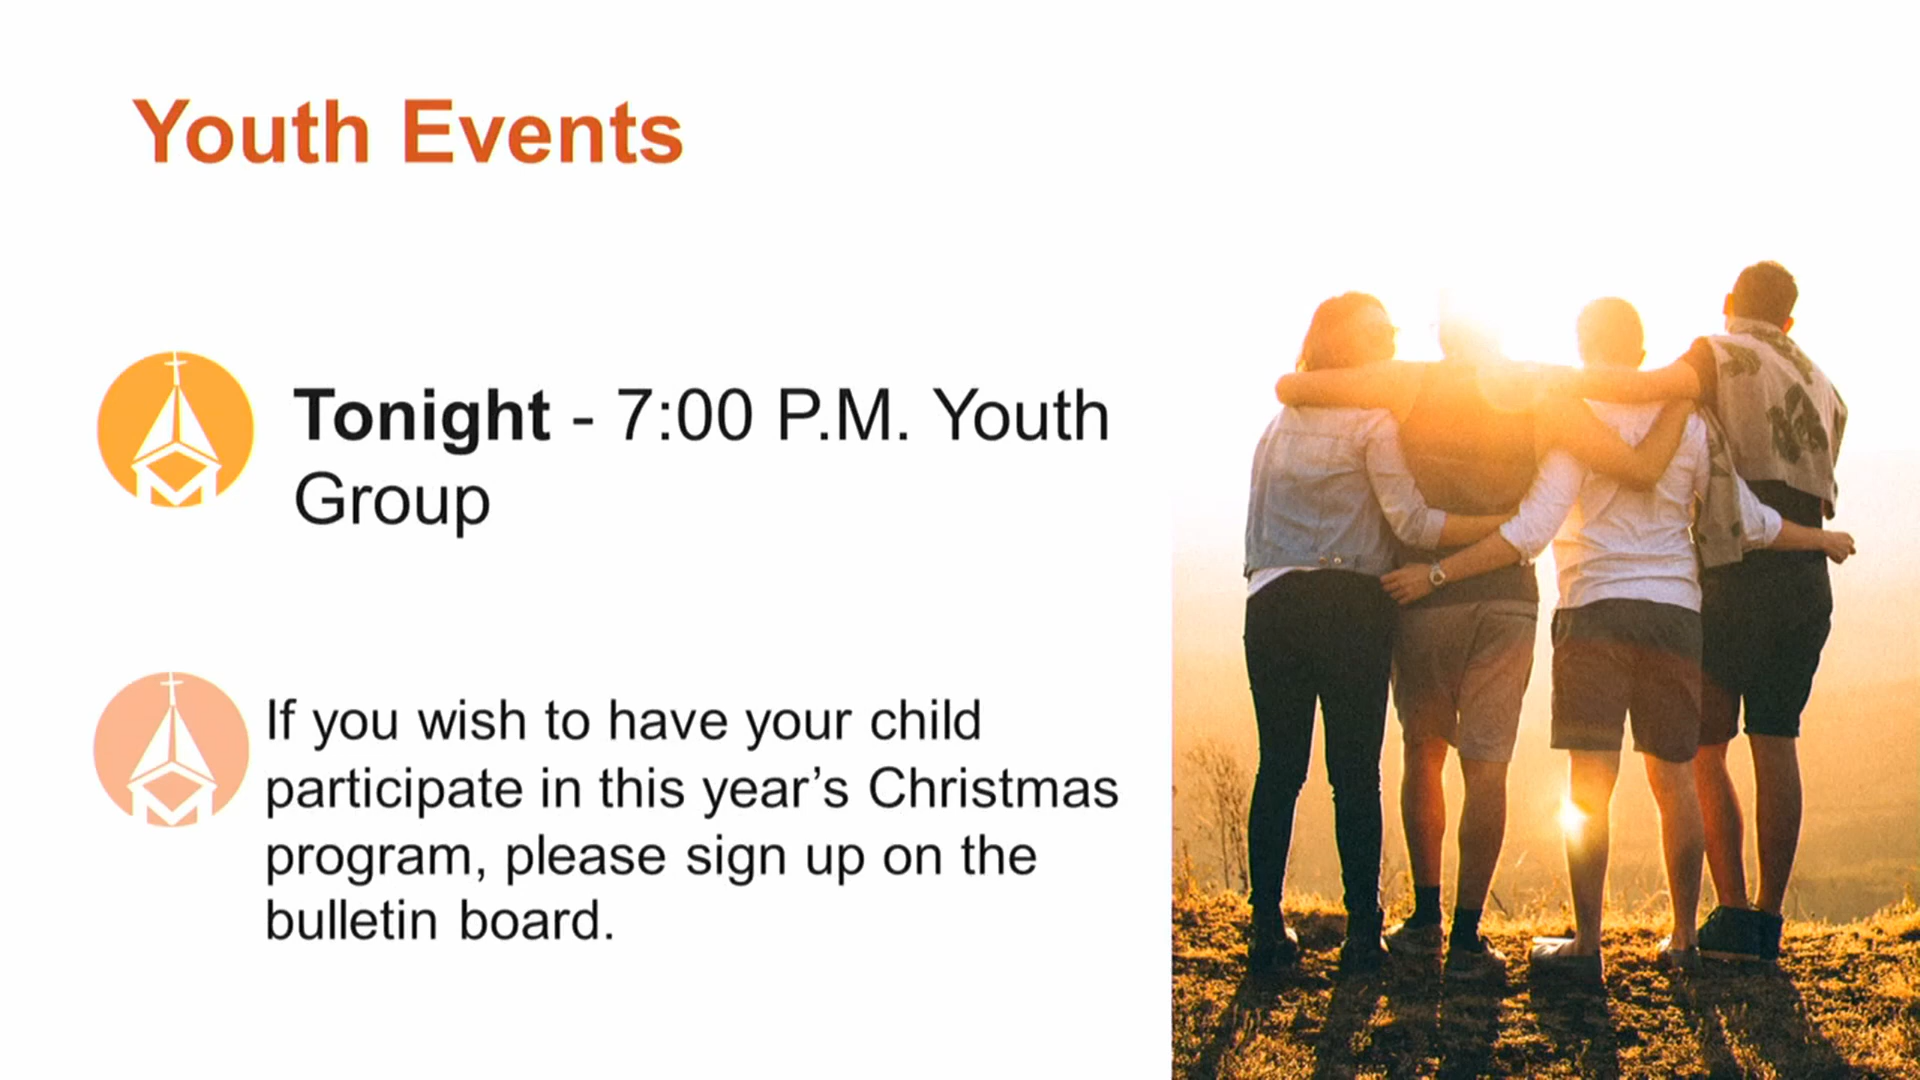 Youth Events
Tonight - 7:00 P.M. Youth
Group
If you wish to have your child
participate in this year’s Christmas
program, please sign up on the
bulletin board.